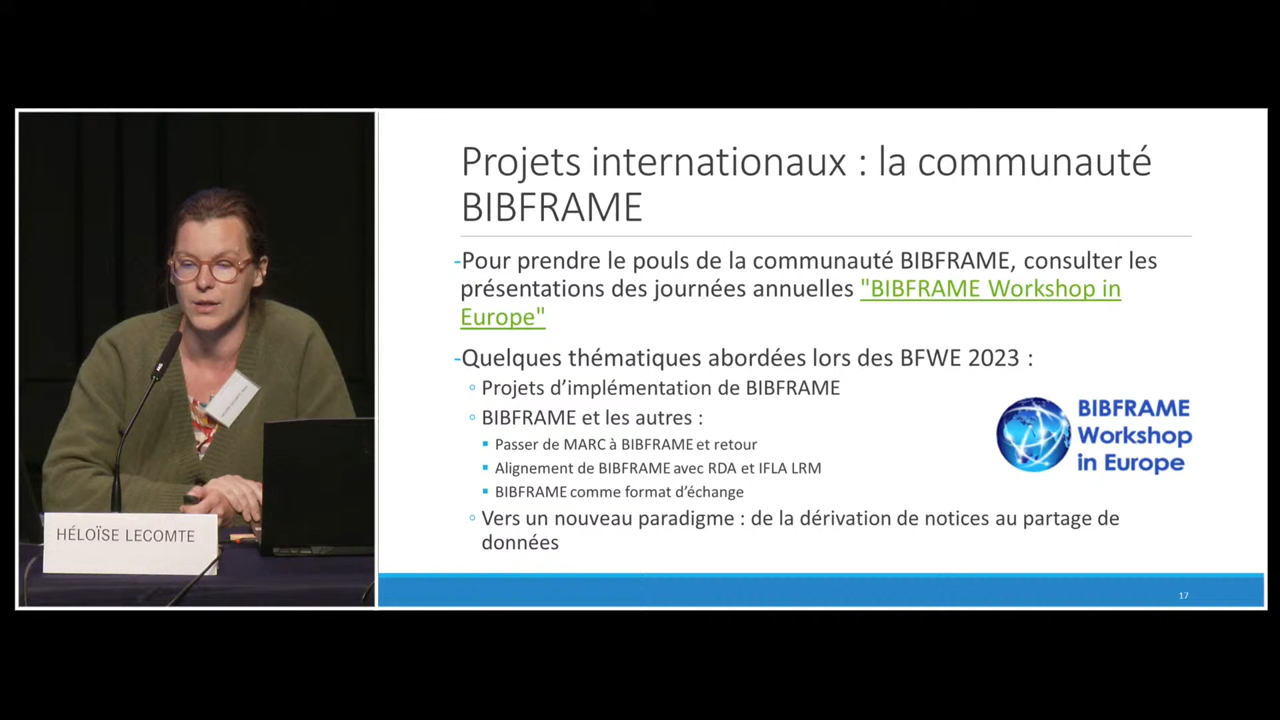 Projets internationaux : la communauté
BIBFRAME
-Pour prendre le pouls de la communauté BIBFRAME, consulter les
présentations des journées annuelles "BIBFRAME Workshop in
Europe"
-Quelques thématiques abordées lors des BFWE 2023 :
◦ Projets d’implémentation de BIBFRAME
◦ BIBFRAME et les autres :
▪ Passer de MARC à BIBFRAME et retour
▪ Alignement de BIBFRAME avec RDA et IFLA LRM
▪ BIBFRAME comme format d’échange
◦ Vers un nouveau paradigme : de la dérivation de notices au partage de
données
BIBFRAME
Workshop
in Europe
17
HÉLOÏSE LECOMTE